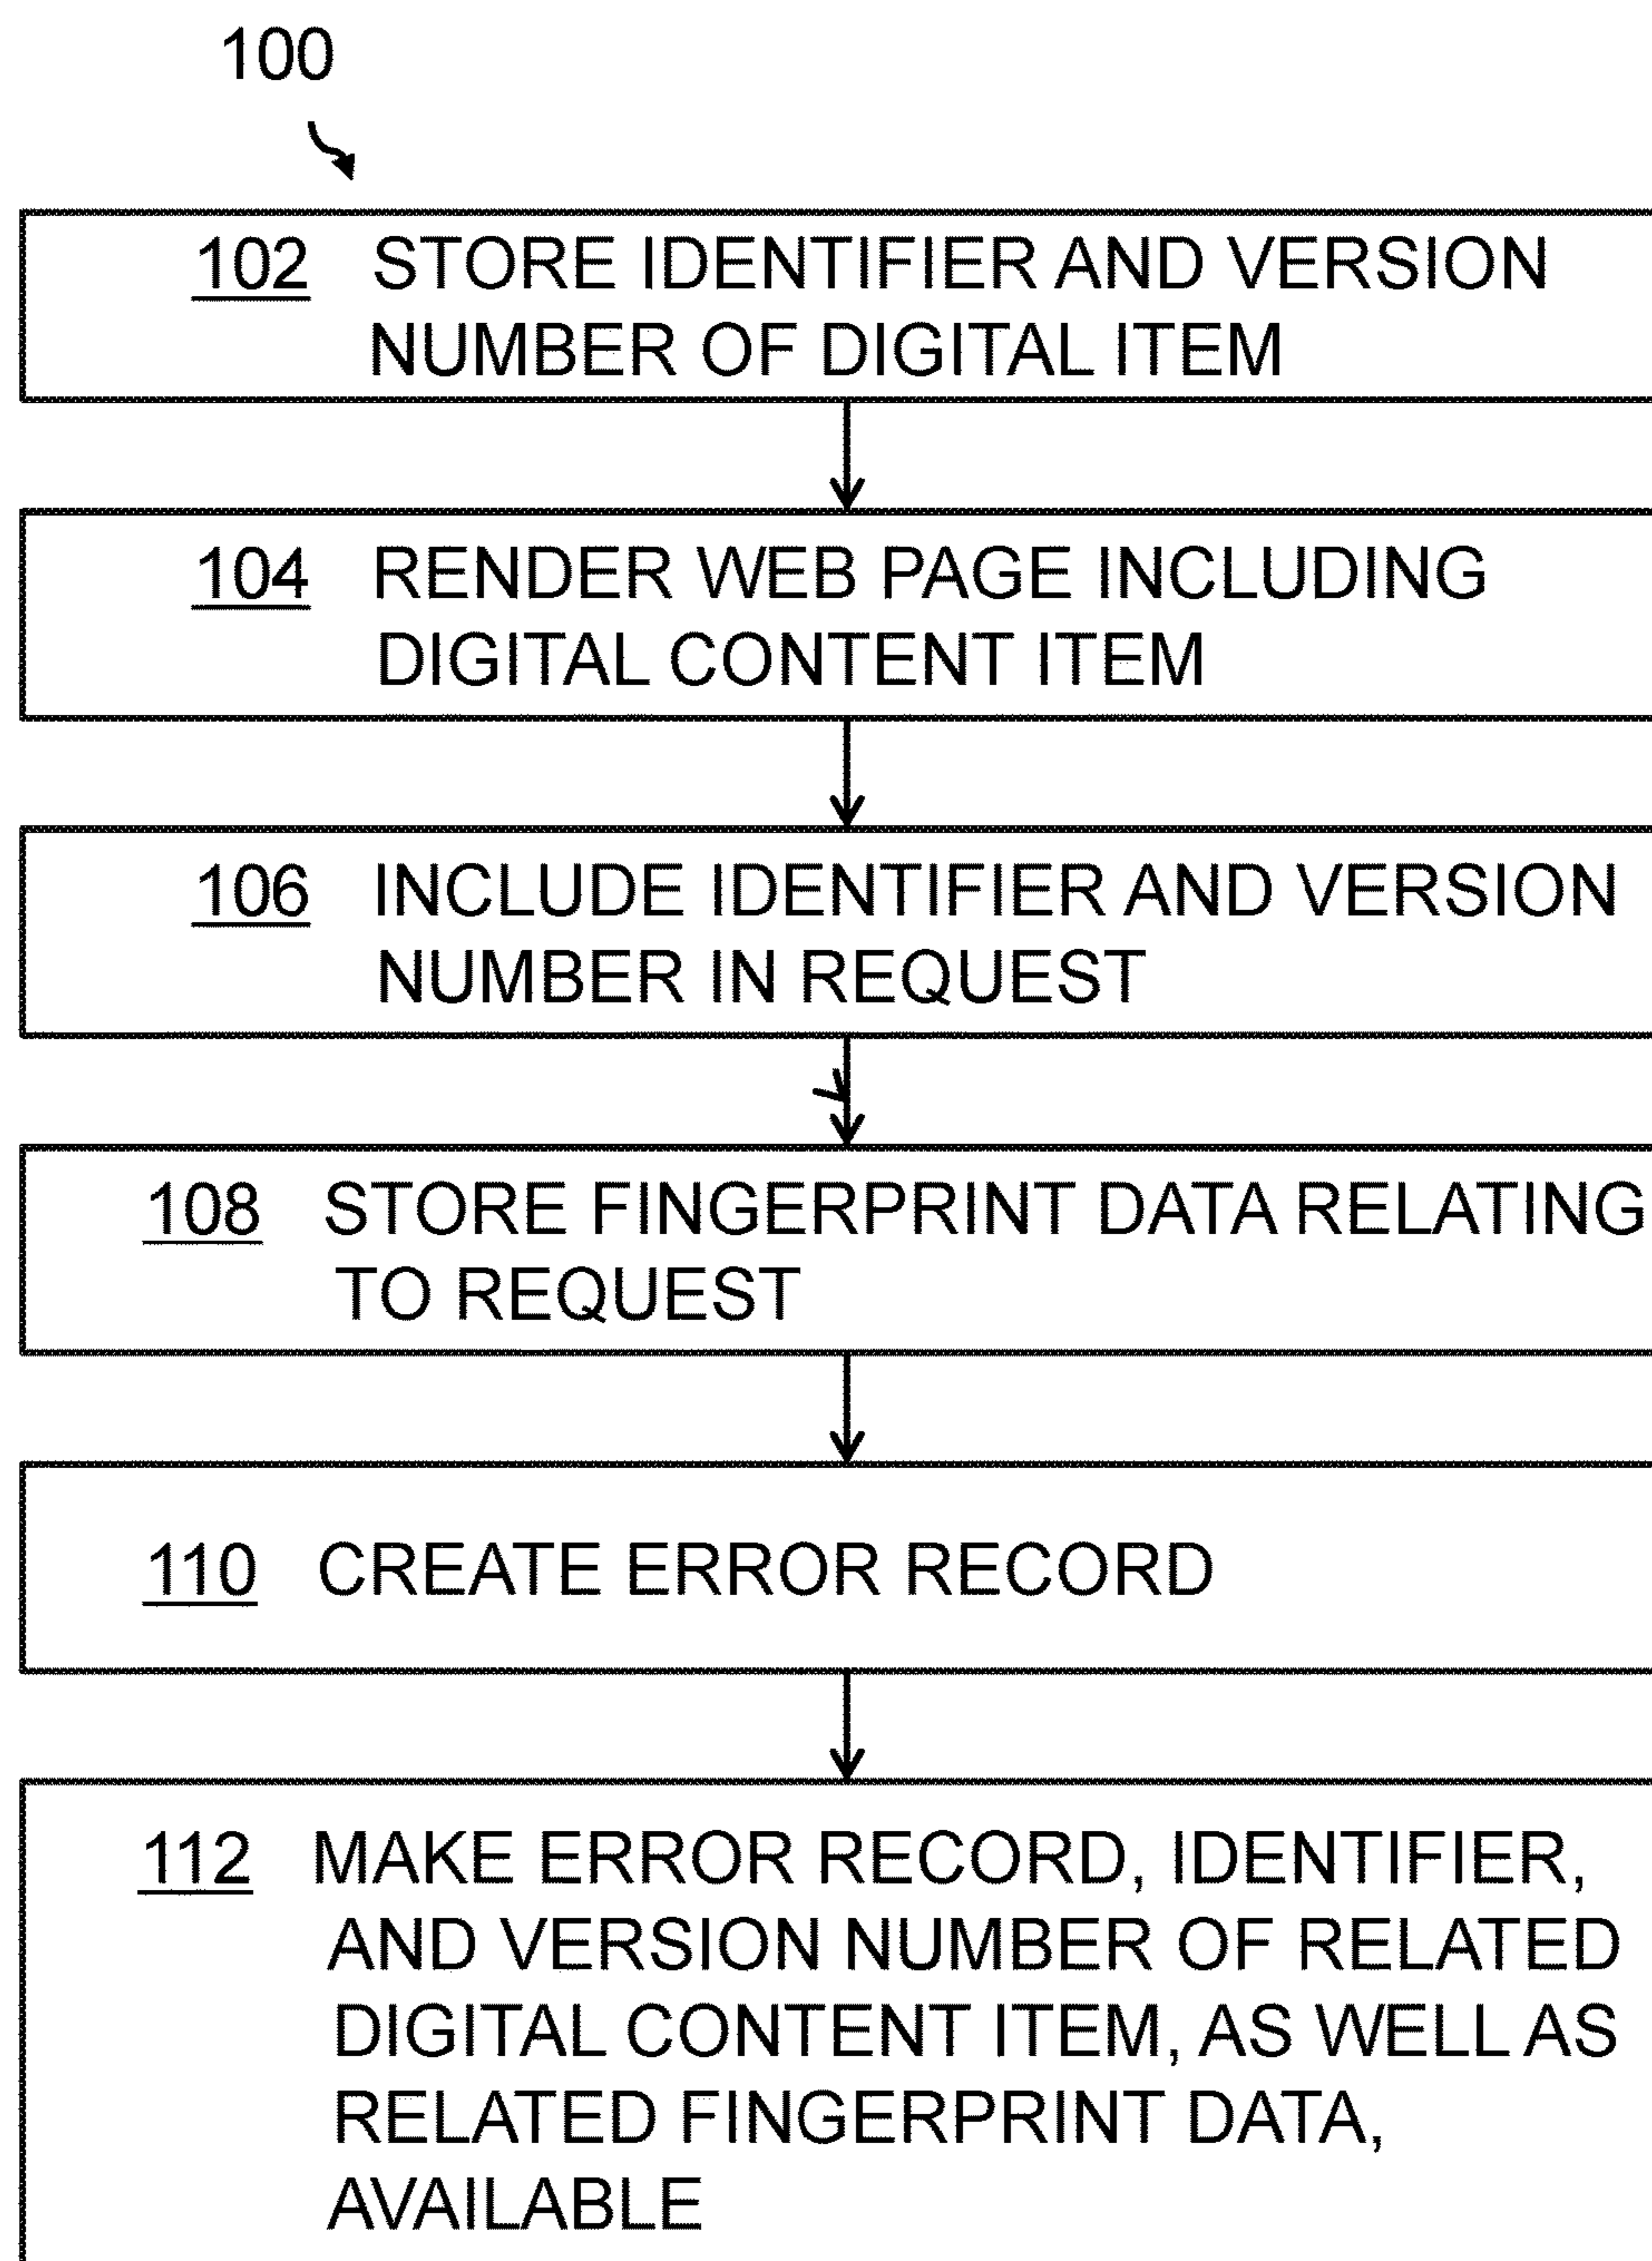 100
102 STORE IDENTIFIER AND VERSION
NUMBER OF DIGITAL ITEM
104 RENDER WEB PAGE INCLUDING
DIGITAL CONTENT ITEM
106 INCLUDE IDENTIFIER AND VERSION
NUMBER IN REQUEST
108 STORE FINGERPRINT DATA RELATING
TO REQUEST
110 CREATE ERROR RECORD
112 MAKE ERROR RECORD, IDENTIFIER,
AND VERSION NUMBER OF RELATED
DIGITAL CONTENT ITEM, AS WELL AS
RELATED FINGERPRINT DATA,
AVAILABLE